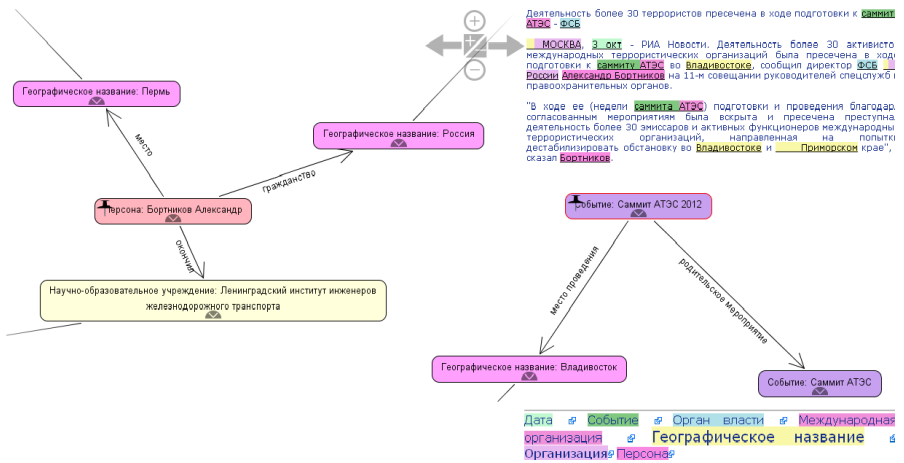 Географическое название: Пермь
Географическое название: Россия
место
гражданство
Персона: Бортников Александр
окончил
Научно-образовательное учреждение: Ленинградский институт инженеров
железнодорожного транспорта
Деятельность более 30 террористов пресечена в ходе подготовки к саммит
АТЭС - ФСБ
МОСКВА, 3 окт - РИА Новости. Деятельность более 30 активисто
международных террористических организаций была пресечена в ход
подготовки к саммиту АТЭС во Владивостоке, сообщил директор ФСБ
России Александр Бортников на 11-м совещании руководителей спецслужб
правоохранительных органов.
"В ходе ее (недели саммита АТЭС) подготовки и проведения благодар
согласованным мероприятиям была вскрыта и пресечена преступна
деятельность более 30 эмиссаров и активных функционеров международны
террористических организаций, направленная на попытк
дестабилизировать обстановку во Владивостоке и Приморском крае",
сказал Бортников.
Событие: Саммит АТЭС 2012
место проведения
родительское мероприятие
Географическое название: Владивосток
Событие: Саммит АТЭС
Дата Событие Орган власти Международная
организация Географическое название
Организация Персона